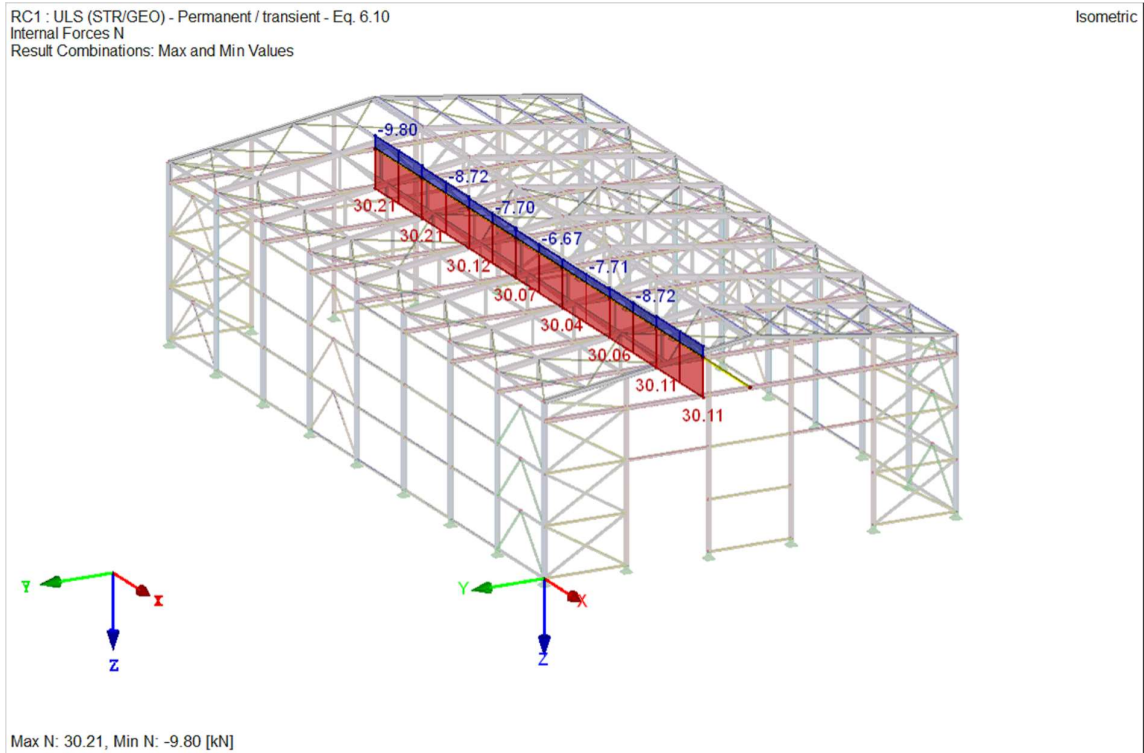 RC1 : ULS (STR/GEO) - Permanent / transient - Eq. 6.10
Isometric
Internal Forces N
Result Combinations: Max and Min Values
-9.80
-8.72
-7.70
30.21
-6.67
30.21
-7.71
30.12
30.07
-8.72
30.04
30.06
30.11
30.11
Y
X
Z
Y
X
Z
Max N: 30.21, Min N: -9.80 [kN]